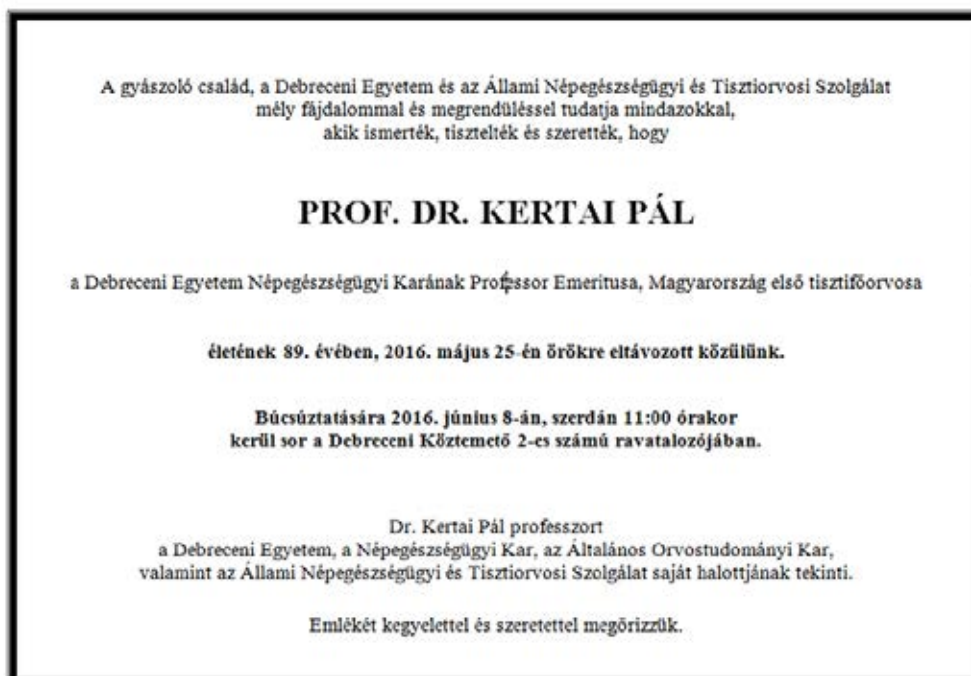 A gyászoló család, a Debreceni Egyetem és az Állami Népegészségügyi és Tisztiorvosi Szolgálat
mély fájdalommal és megrendüléssel tudatja mindazokkal,
akik ismerték, tisztelték és szerették, hogy
PROF. DR. KERTAI PÁL
a Debreceni Egyetem Népegészségügyi Karának Professor Emeritusa, Magyarország első tisztifőorvosa
életének 89. évében, 2016. május 25-én örökre eltávozott közülünk.
Búcsúztatására 2016. június 8-án, szerdán 11:00 órakor
kerül sor a Debreceni Köztemető 2-es számú ravatalozójában.
Dr. Kertai Pál professzort
a Debreceni Egyetem, a Népegészségügyi Kar, az Általános Orvostudományi Kar,
valamint az Állami Népegészségügyi és Tisztiorvosi Szolgálat saját halottjának tekinti.
Emlékét kegyelettel és szeretettel megőrizzük.